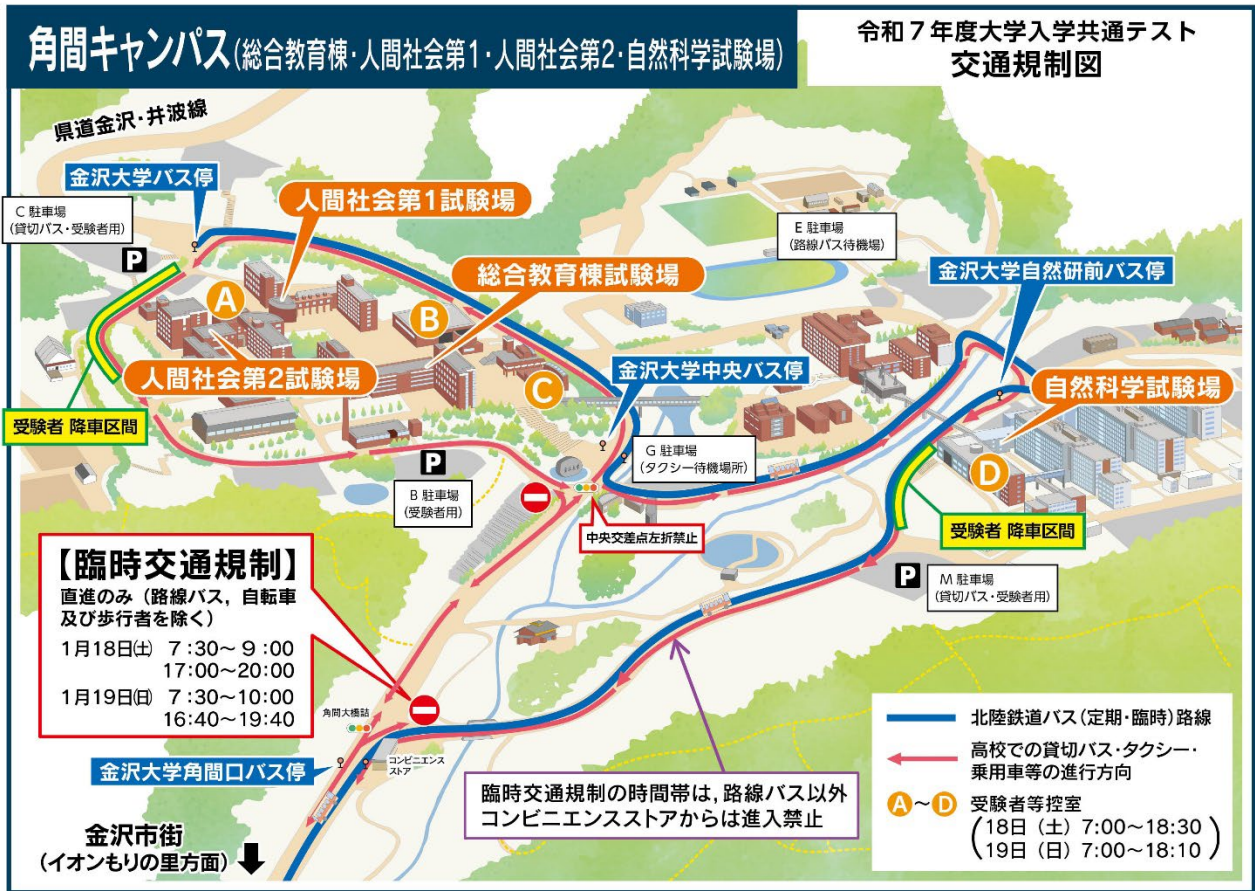 角間キャンパス(総合教育棟・人間社会第1・人間社会第2・自然科学試験場)
令和7年度大学入学共通テスト
交通規制図
県道金沢・井波線
金沢大学バス停
C 駐車場
(貸切バス・受験者用)
P
人間社会第1試験場
E 駐車場
(路線バス待機場)
総合教育棟試験場
金沢大学自然研前バス停
A
B
人間社会第2試験場
C
金沢大学中央バス停
自然科学試験場
受験者 降車区間
P
G 駐車場
(タクシー待機場所)
D
B 駐車場
(受験者用)
中央交差点左折禁止
受験者 降車区間
P
M 駐車場
(貸切バス・受験者用)
【臨時交通規制】
直進のみ(路線バス,自転車
及び歩行者を除く)
1月18日(土) 7:30~9:00
17:00~20:00
1月19日(日) 7:30~10:00
16:40~19:40
角間大橋詰
金沢大学角間口バス停
コンビニエンス
ストア
臨時交通規制の時間帯は,路線バス以外
コンビニエンスストアからは進入禁止
金沢市街
(イオンもりの里方面)
北陸鉄道バス(定期・臨時)路線
高校での貸切バス・タクシー・
乗用車等の進行方向
A~D 受験者等控室
(18日(土)7:00~18:30
19日(日)7:00~18:10)